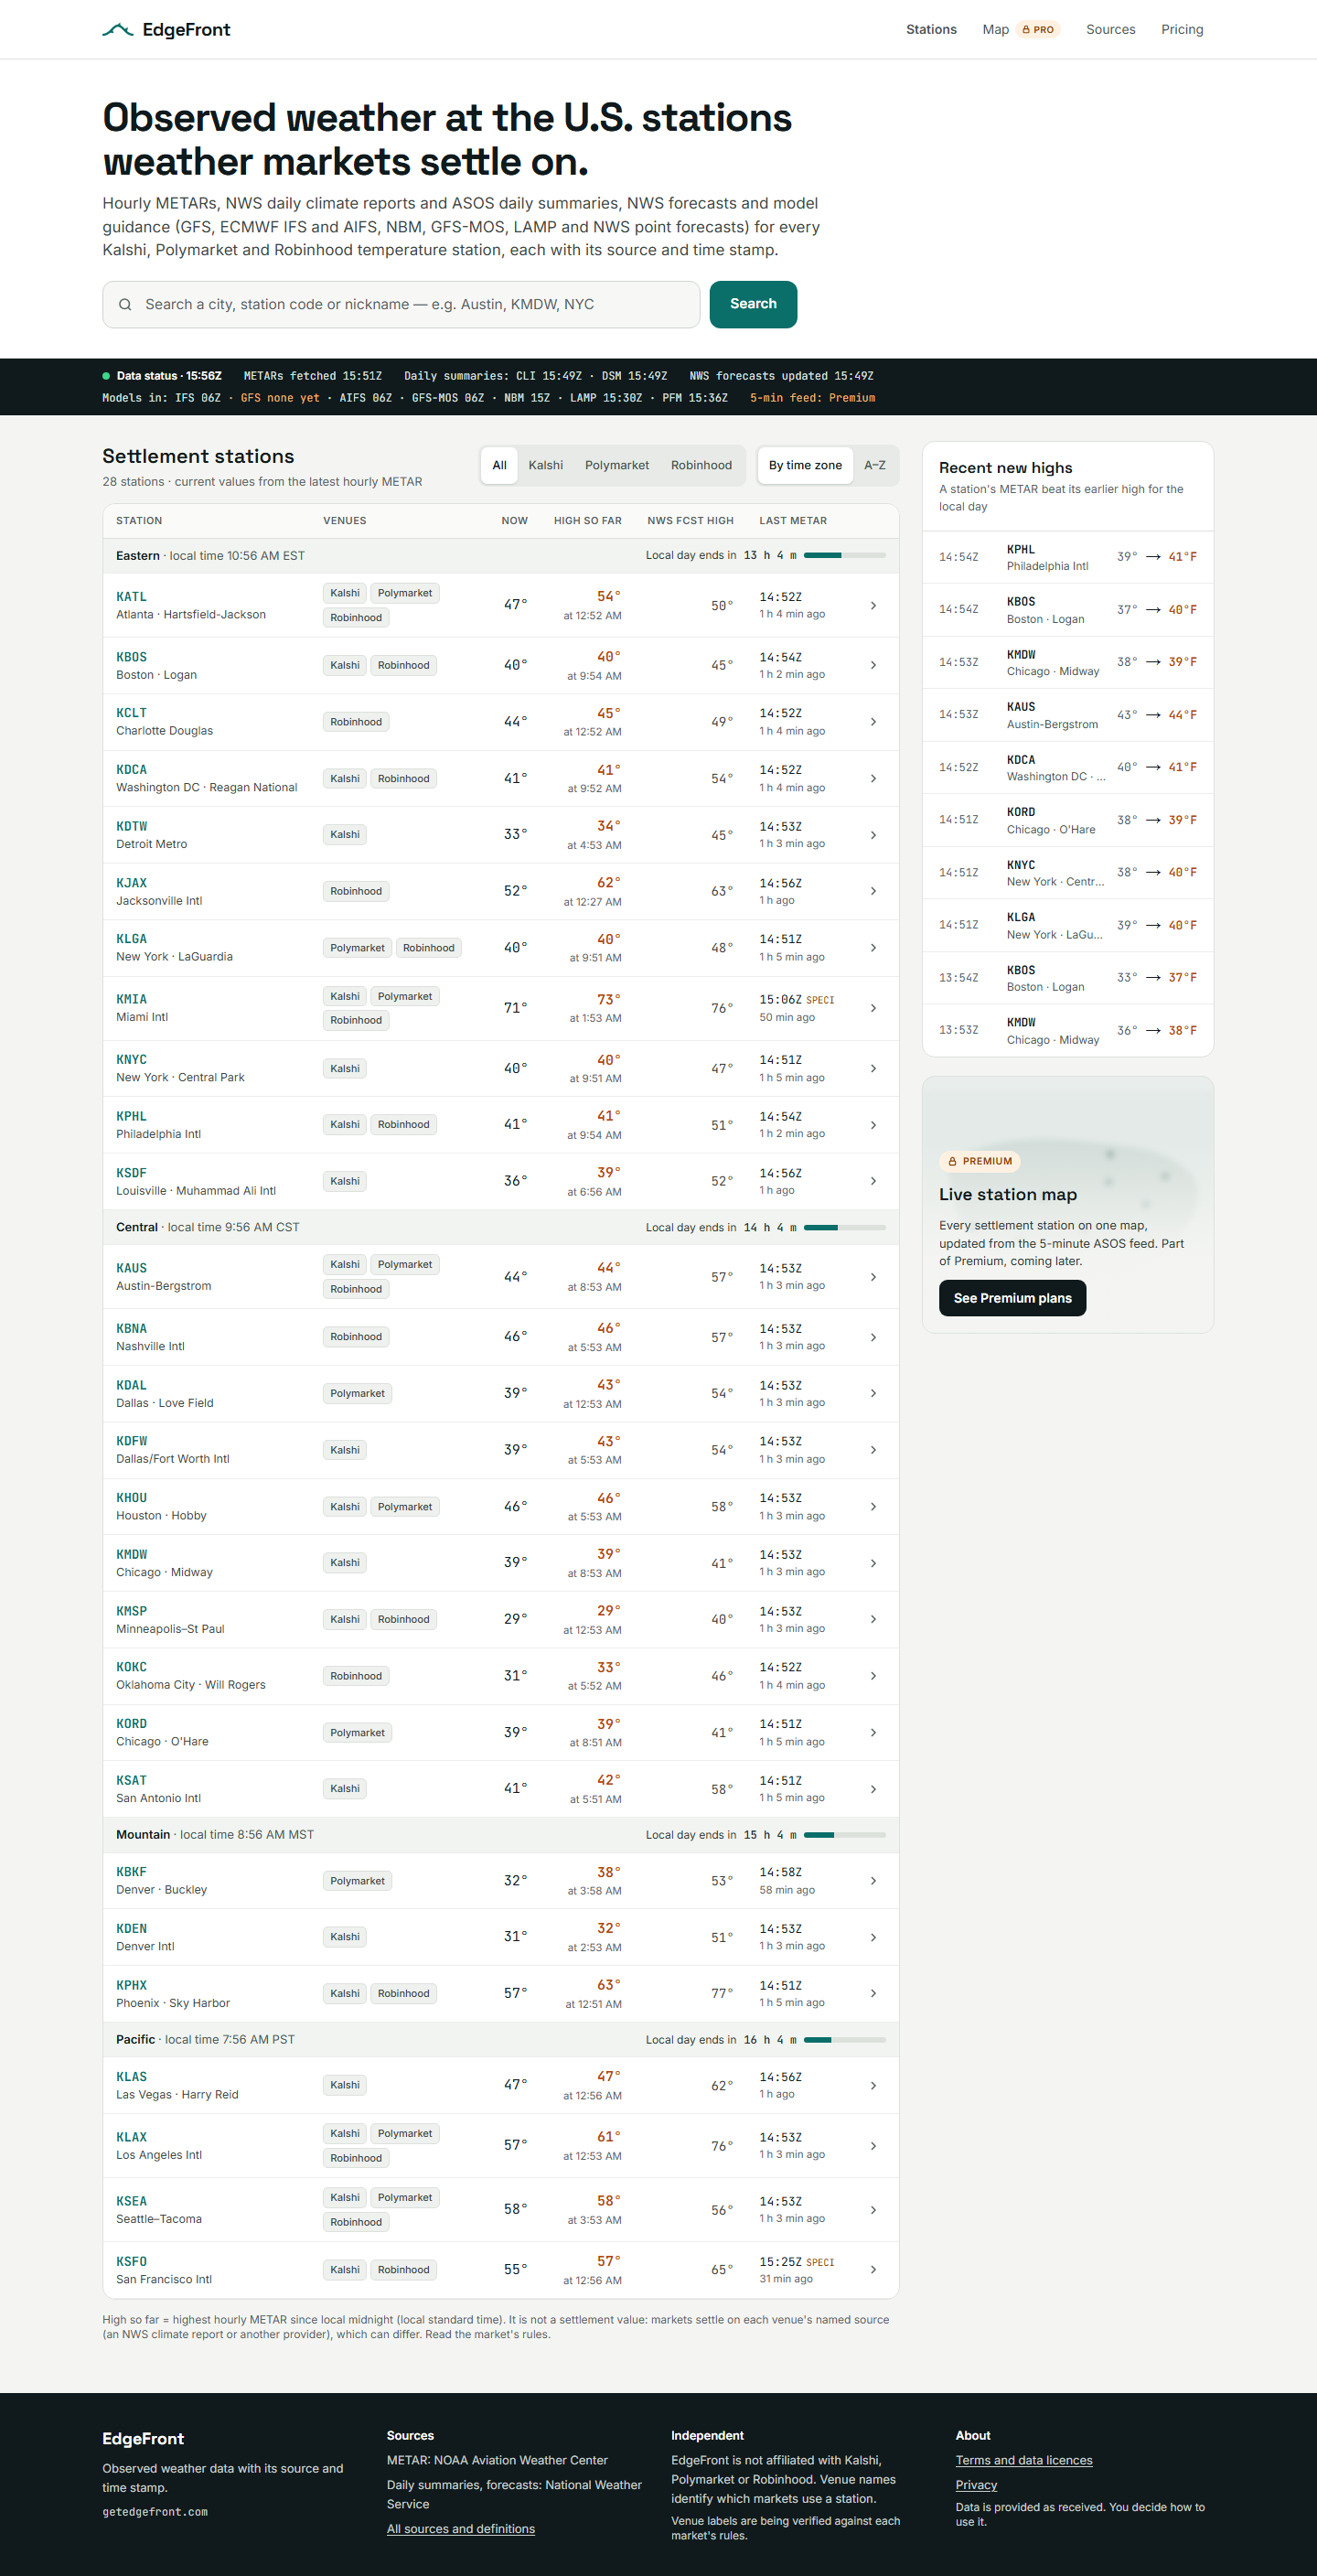 EdgeFront
Stations Map PRO Sources Pricing
Observed weather at the U.S. stations
weather markets settle on.
Hourly METARs, NWS daily climate reports and ASOS daily summaries, NWS forecasts and model
guidance (GFS, ECMWF IFS and AIFS, NBM, GFS-MOS, LAMP and NWS point forecasts) for every
Kalshi, Polymarket and Robinhood temperature station, each with its source and time stamp.
Search a city, station code or nickname — e.g. Austin, KMDW, NYC
Search
Data status · 15:56Z METARs fetched 15:51Z Daily summaries: CLI 15:49Z · DSM 15:49Z NWS forecasts updated 15:49Z
Models in: IFS 06Z · GFS none yet · AIFS 06Z · GFS-MOS 06Z · NBM 15Z · LAMP 15:30Z · PFM 15:36Z 5-min feed: Premium
Settlement stations
28 stations · current values from the latest hourly METAR
All Kalshi Polymarket Robinhood
By time zone A–Z
STATION VENUES NOW HIGH SO FAR NWS FCST HIGH LAST METAR
Eastern · local time 10:56 AM EST Local day ends in 13 h 4 m
KATL Kalshi Polymarket Robinhood 47° 54° 50° 14:52Z
Atlanta · Hartsfield-Jackson at 12:52 AM 1 h 4 min ago
KBOS Kalshi Robinhood 40° 40° 45° 14:54Z
Boston · Logan at 9:54 AM 1 h 2 min ago
KCLT Robinhood 44° 45° 49° 14:52Z
Charlotte Douglas at 12:52 AM 1 h 4 min ago
KDCA Kalshi Robinhood 41° 41° 54° 14:52Z
Washington DC · Reagan National at 9:52 AM 1 h 4 min ago
KDTW Kalshi 33° 34° 45° 14:53Z
Detroit Metro at 4:53 AM 1 h 3 min ago
KJAX Robinhood 52° 62° 63° 14:56Z
Jacksonville Intl at 12:27 AM 1 h ago
KLGA Polymarket Robinhood 40° 40° 48° 14:51Z
New York · LaGuardia at 9:51 AM 1 h 5 min ago
KMIA Kalshi Polymarket Robinhood 71° 73° 76° 15:06Z SPECI
Miami Intl at 1:53 AM 50 min ago
KNYC Kalshi 40° 40° 47° 14:51Z
New York · Central Park at 9:51 AM 1 h 5 min ago
KPHL Kalshi Robinhood 41° 41° 51° 14:54Z
Philadelphia Intl at 9:54 AM 1 h 2 min ago
KSDF Kalshi 36° 39° 52° 14:56Z
Louisville · Muhammad Ali Intl at 6:56 AM 1 h ago
Central · local time 9:56 AM CST Local day ends in 14 h 4 m
KAUS Kalshi Polymarket Robinhood 44° 44° 57° 14:53Z
Austin-Bergstrom at 8:53 AM 1 h 3 min ago
KBNA Robinhood 46° 46° 57° 14:53Z
Nashville Intl at 5:53 AM 1 h 3 min ago
KDAL Polymarket 39° 43° 54° 14:53Z
Dallas · Love Field at 12:53 AM 1 h 3 min ago
KDFW Kalshi 39° 43° 54° 14:53Z
Dallas/Fort Worth Intl at 5:53 AM 1 h 3 min ago
KHOU Kalshi Polymarket 46° 46° 58° 14:53Z
Houston · Hobby at 5:53 AM 1 h 3 min ago
KMDW Kalshi 39° 39° 41° 14:53Z
Chicago · Midway at 8:53 AM 1 h 3 min ago
KMSP Kalshi Robinhood 29° 29° 40° 14:53Z
Minneapolis–St Paul at 12:53 AM 1 h 3 min ago
KOKC Robinhood 31° 33° 46° 14:52Z
Oklahoma City · Will Rogers at 5:52 AM 1 h 4 min ago
KORD Polymarket 39° 39° 41° 14:51Z
Chicago · O'Hare at 8:51 AM 1 h 5 min ago
KSAT Kalshi 41° 42° 58° 14:51Z
San Antonio Intl at 5:51 AM 1 h 5 min ago
Mountain · local time 8:56 AM MST Local day ends in 15 h 4 m
KBKF Polymarket 32° 38° 53° 14:58Z
Denver · Buckley at 3:58 AM 58 min ago
KDEN Kalshi 31° 32° 51° 14:53Z
Denver Intl at 2:53 AM 1 h 3 min ago
KPHX Kalshi Robinhood 57° 63° 77° 14:51Z
Phoenix · Sky Harbor at 12:51 AM 1 h 5 min ago
Pacific · local time 7:56 AM PST Local day ends in 16 h 4 m
KLAS Kalshi 47° 47° 62° 14:56Z
Las Vegas · Harry Reid at 12:56 AM 1 h ago
KLAX Kalshi Polymarket Robinhood 57° 61° 76° 14:53Z
Los Angeles Intl at 12:53 AM 1 h 3 min ago
KSEA Kalshi Polymarket Robinhood 58° 58° 56° 14:53Z
Seattle–Tacoma at 3:53 AM 1 h 3 min ago
KSFO Kalshi Robinhood 55° 57° 65° 15:25Z SPECI
San Francisco Intl at 12:56 AM 31 min ago
High so far = highest hourly METAR since local midnight (local standard time). It is not a settlement value: markets settle on each venue's named source
(an NWS climate report or another provider), which can differ. Read the market's rules.
Recent new highs
A station's METAR beat its earlier high for the
local day
14:54Z KPHL 39° → 41°F
Philadelphia Intl
14:54Z KBOS 37° → 40°F
Boston · Logan
14:53Z KMDW 38° → 39°F
Chicago · Midway
14:53Z KAUS 43° → 44°F
Austin-Bergstrom
14:52Z KDCA 40° → 41°F
Washington DC · ...
14:51Z KORD 38° → 39°F
Chicago · O'Hare
14:51Z KNYC 38° → 40°F
New York · Centr...
14:51Z KLGA 39° → 40°F
New York · LaGu...
13:54Z KBOS 33° → 37°F
Boston · Logan
13:53Z KMDW 36° → 38°F
Chicago · Midway
PREMIUM
Live station map
Every settlement station on one map,
updated from the 5-minute ASOS feed. Part
of Premium, coming later.
See Premium plans
EdgeFront
Observed weather data with its source and
time stamp.
getedgefront.com
Sources
METAR: NOAA Aviation Weather Center
Daily summaries, forecasts: National Weather
Service
All sources and definitions
Independent
EdgeFront is not affiliated with Kalshi,
Polymarket or Robinhood. Venue names
identify which markets use a station.
Venue labels are being verified against each
market's rules.
About
Terms and data licences
Privacy
Data is provided as received. You decide how to
use it.